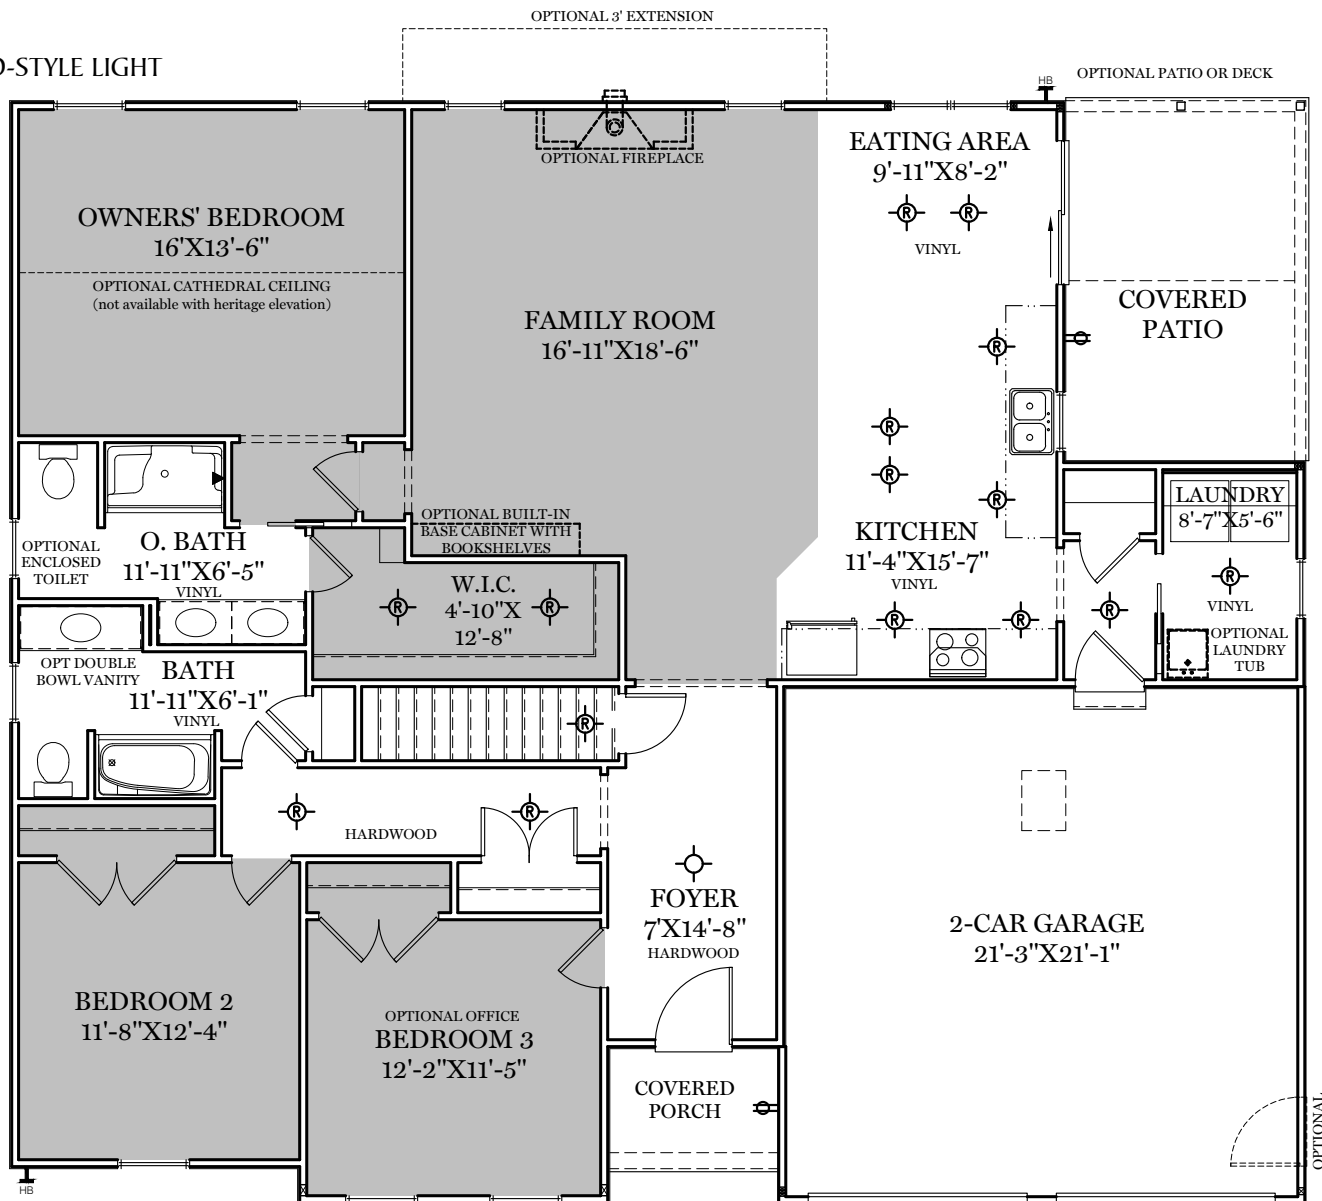 OPTIONAL 3' EXTENSION
D-STYLE LIGHT
HB
OPTIONAL PATIO OR DECK
OPTIONAL FIREPLACE
EATING AREA
9'-11"X8'-2"
R
R
VINYL
OWNERS' BEDROOM
16'X13'-6"
OPTIONAL CATHEDRAL CEILING
(not available with heritage elevation)
FAMILY ROOM
16'-11"X18'-6"
COVERED
PATIO
R
R
R
R
OPTIONAL BUILT-IN
BASE CABINET WITH
BOOKSHELVES
KITCHEN
11'-4"X15'-7"
VINYL
R
R
LAUNDRY
8'-7"X5'-6"
R
VINYL
R
OPTIONAL
LAUNDRY
TUB
OPTIONAL
ENCLOSED
TOILET
O. BATH
11'-11"X6'-5"
VINYL
W.I.C.
4'-10"X
12'-8"
R
R
OPT DOUBLE
BOWL VANITY
BATH
11'-11"X6'-1"
VINYL
R
R
R
HARDWOOD
FOYER
7'X14'-8"
HARDWOOD
2-CAR GARAGE
21'-3"X21'-1"
BEDROOM 2
11'-8"X12'-4"
OPTIONAL OFFICE
BEDROOM 3
12'-2"X11'-5"
COVERED
PORCH
OPTIONAL
HB